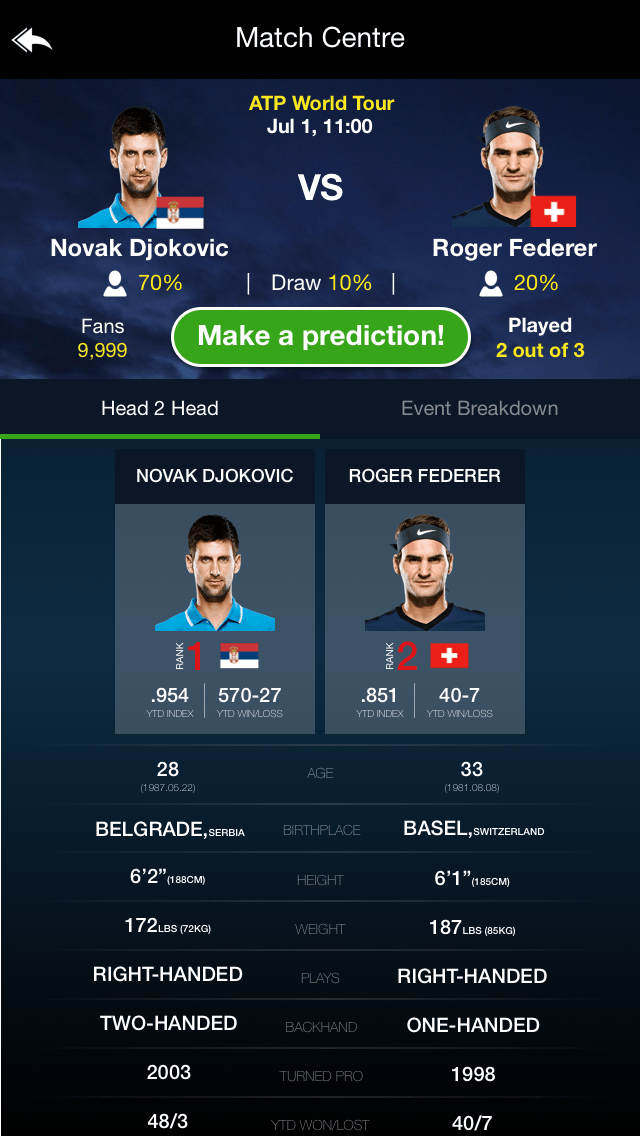 Match Centre
ATP World Tour
Jul 1, 11:00
VS
Novak Djokovic
Roger Federer
70% | Draw 10% | 20%
Fans
9,999
Make a prediction!
Played
2 out of 3
Head 2 Head
Event Breakdown
NOVAK DJOKOVIC
ROGER FEDERER
RANK 1
RANK 2
.954 570-27
YTD INDEX YTD WIN/LOSS
.851 40-7
YTD INDEX YTD WIN/LOSS
28 AGE 33
(1987.05.22) (1981.08.08)
BELGRADE,SERBIA BIRTHPLACE BASEL,SWITZERLAND
6’2”(188CM) HEIGHT 6’1”(185CM)
172LBS (72KG) WEIGHT 187LBS (85KG)
RIGHT-HANDED PLAYS RIGHT-HANDED
TWO-HANDED BACKHAND ONE-HANDED
2003 TURNED PRO 1998
48/3 YTD WON/LOST 40/7